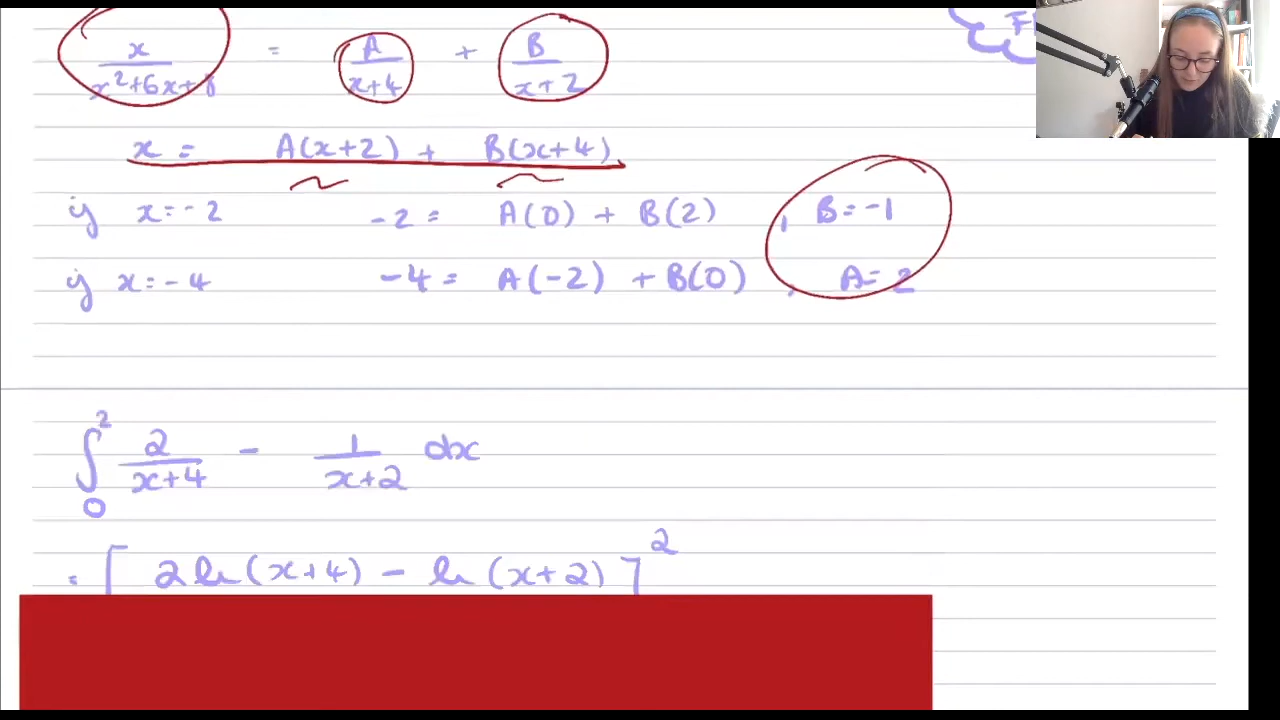 x/(x²+6x+8) = A/(x+4) + B/(x+2)
x = A(x+2) + B(x+4)
if x=-2 -2 = A(0) + B(2) , B=-1
if x=-4 -4 = A(-2) + B(0) , A=2
∫₀² 2/(x+4) - 1/(x+2) dx
= [ 2ln(x+4) - ln(x+2) ]²